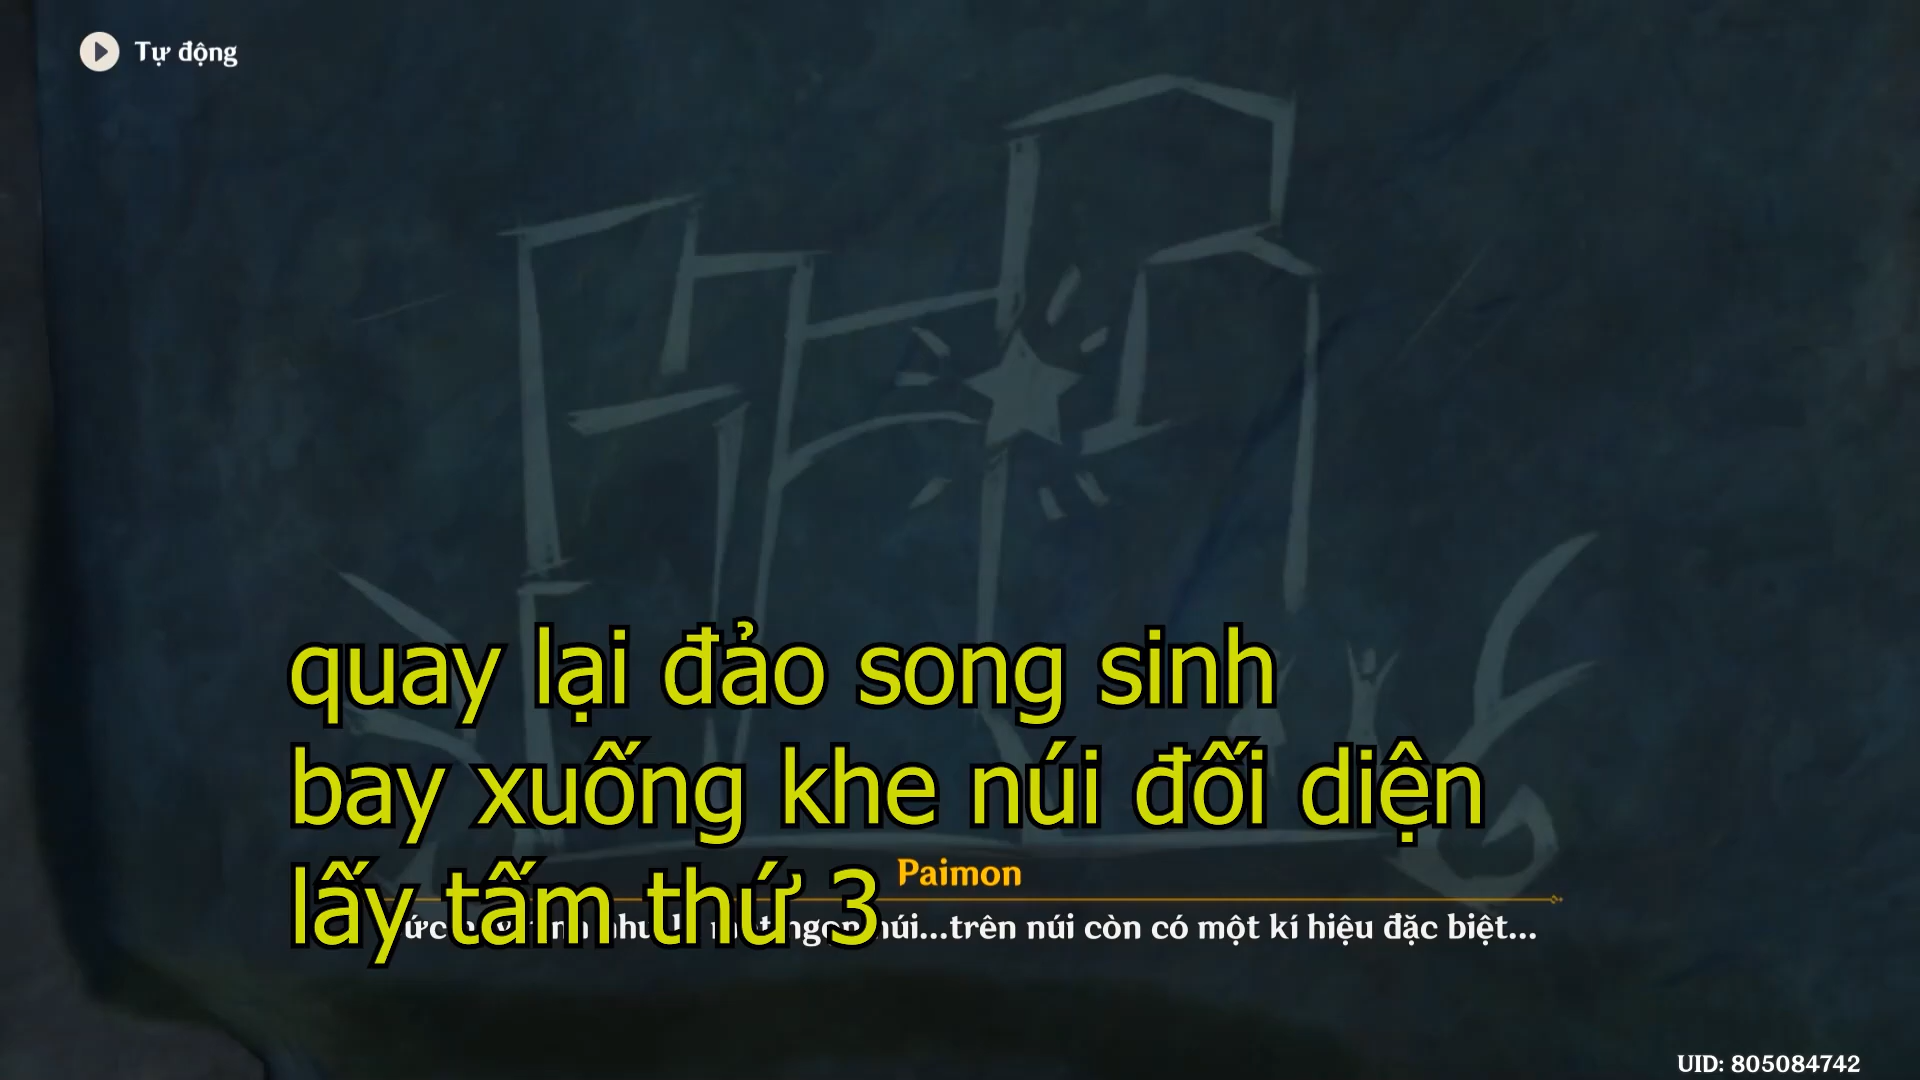 Tự động
quay lại đảo song sinh
bay xuống khe núi đối diện
lấy tấm thứ 3
Paimon
núi...trên núi còn có một kí hiệu đặc biệt...
UID: 805084742